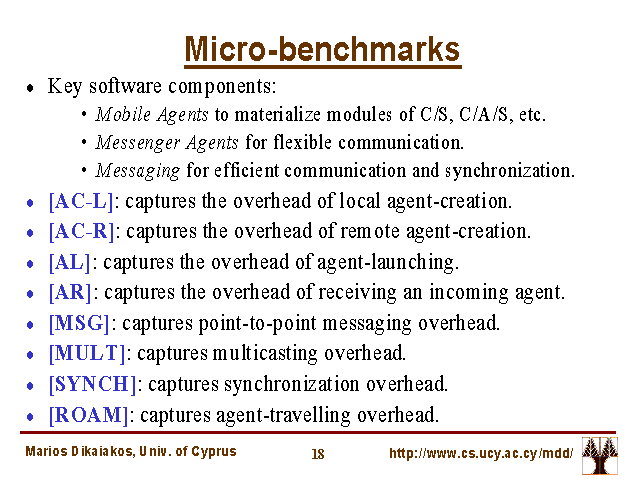 Micro-benchmarks
• Key software components:
• Mobile Agents to materialize modules of C/S, C/A/S, etc.
• Messenger Agents for flexible communication.
• Messaging for efficient communication and synchronization.
• [AC-L]: captures the overhead of local agent-creation.
• [AC-R]: captures the overhead of remote agent-creation.
• [AL]: captures the overhead of agent-launching.
• [AR]: captures the overhead of receiving an incoming agent.
• [MSG]: captures point-to-point messaging overhead.
• [MULT]: captures multicasting overhead.
• [SYNCH]: captures synchronization overhead.
• [ROAM]: captures agent-travelling overhead.
Marios Dikaiakos, Univ. of Cyprus 18 http://www.cs.ucy.ac.cy/mdd/